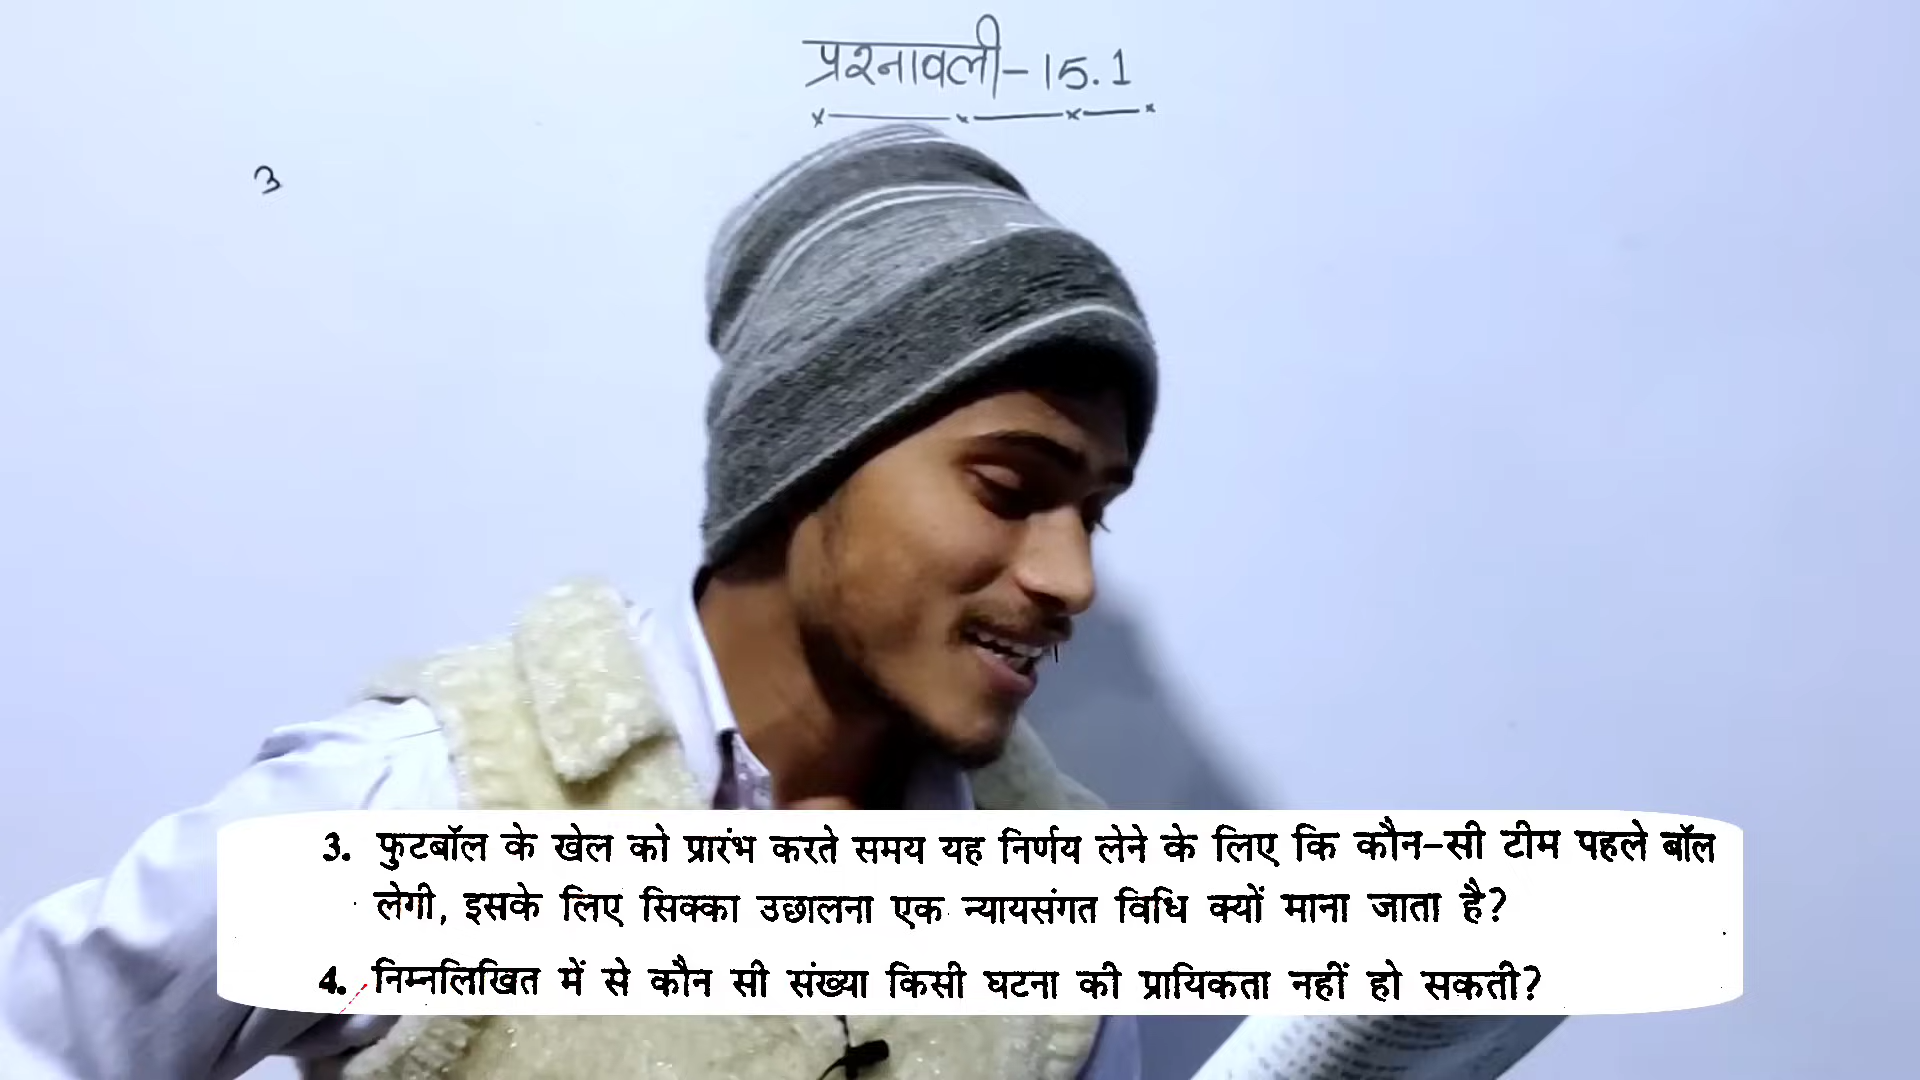 प्रश्नावली-15.1
3
3. फुटबॉल के खेल को प्रारंभ करते समय यह निर्णय लेने के लिए कि कौन-सी टीम पहले बॉल
लेगी, इसके लिए सिक्का उछालना एक न्यायसंगत विधि क्यों माना जाता है?
4. निम्नलिखित में से कौन सी संख्या किसी घटना की प्रायिकता नहीं हो सकती?